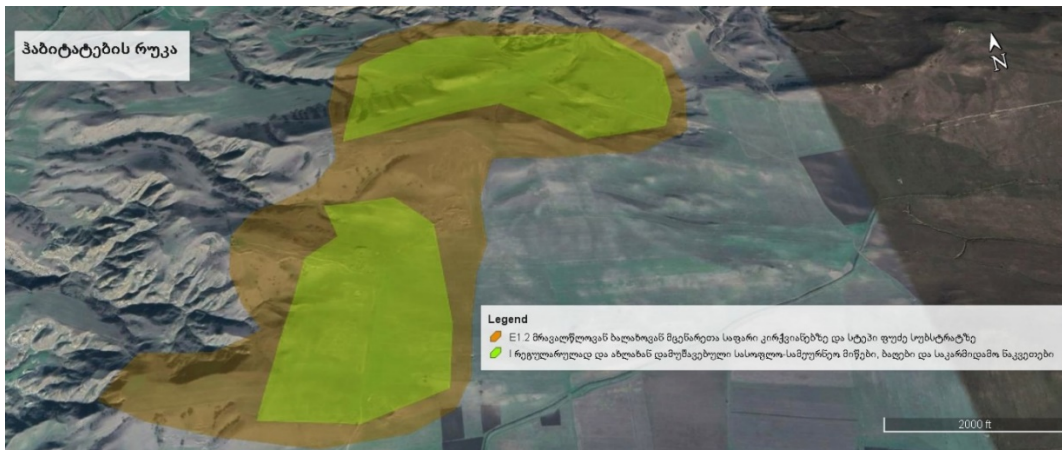 ჰაბიტატების რუკა
N
Legend
E1.2 მრავალწლოვან ბალახოვან მცენარეთა საფარი კირქვიანებზე და სტეპი ფუძე სუბსტრატზე
I რეგულარულად და ახლახან დამუშავებული სასოფლო-სამეურნეო მიწები, ბაღები და საკარმიდამო ნაკვეთები
2000 ft